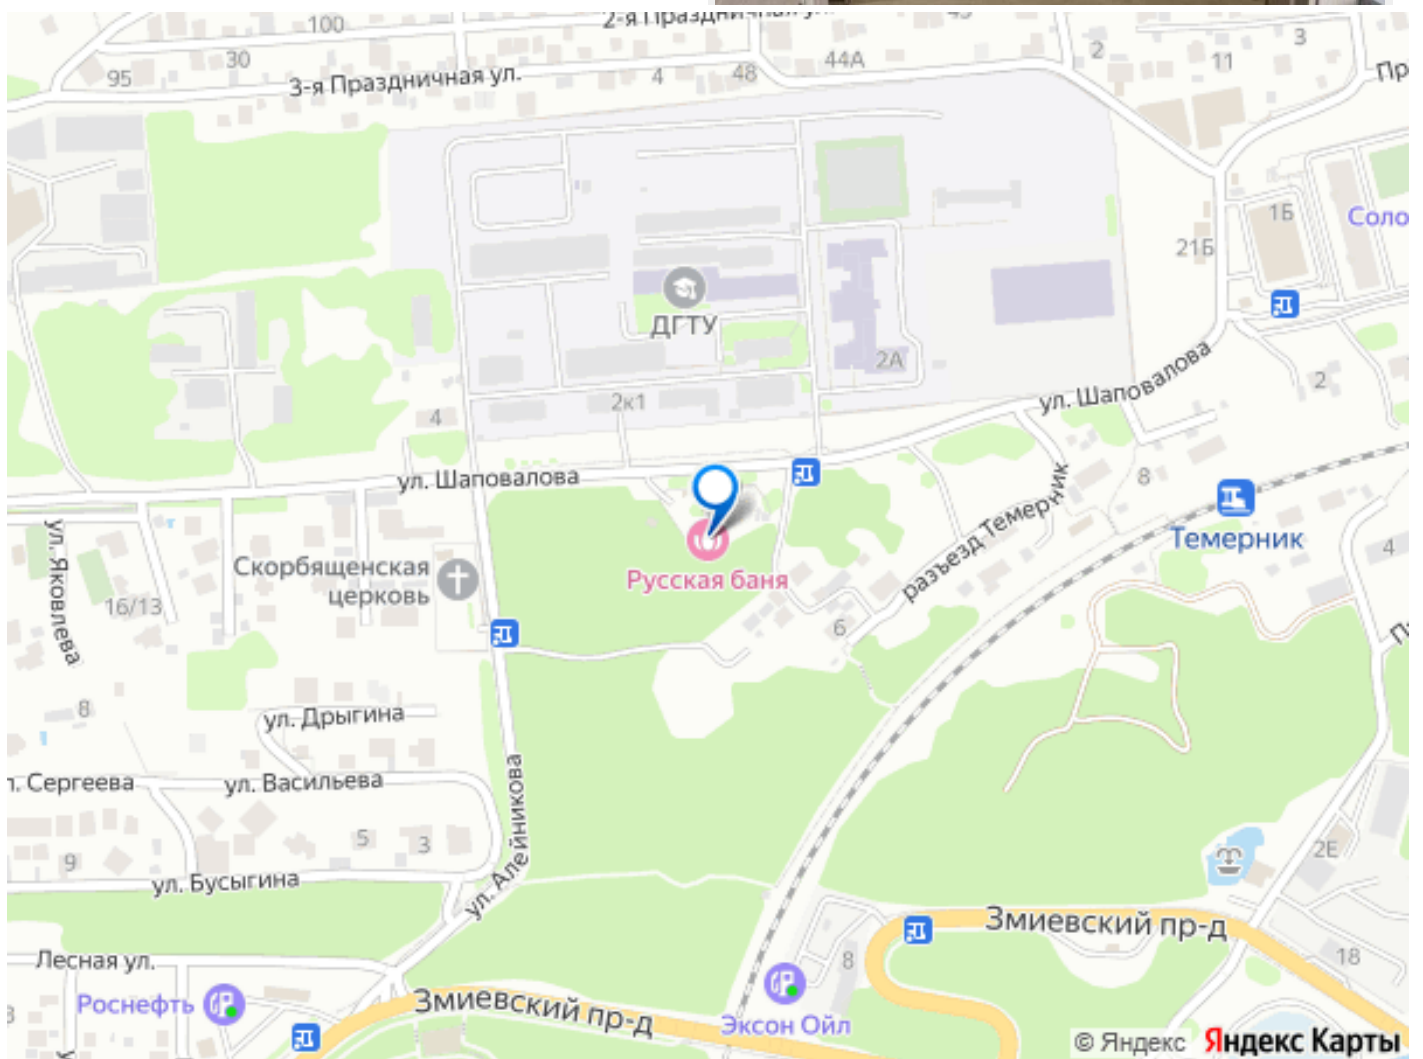 100
2-я Праздничная ул.
45
30
95
3-я Праздничная ул.
4
48
44А
2
3
11
1Б
Соло
21Б
ДГТУ
2А
2к1
4
ул. Шаповалова
2
ул. Шаповалова
8
Темерник
4
Скорбященская
церковь
Русская баня
разъезд Темерник
ул. Яковлева
16/13
6
8
ул. Дрыгина
л. Сергеева
ул. Васильева
5
3
9
ул. Бусыгина
ул. Алейникова
2Е
Змиевский пр-д
18
Лесная ул.
8
Роснефть
Змиевский пр-д
Эксон Ойл
© Яндекс Яндекс Карты